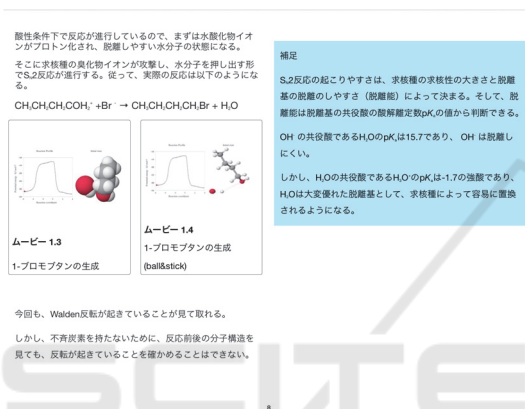 酸性条件下で反応が進行しているので、まずは水酸化物イオ
ンがプロトン化され、脱離しやすい水分子の状態になる。
そこに求核種の臭化物イオンが攻撃し、水分子を押し出す形
でSN2反応が進行する。従って、実際の反応は以下のようにな
る。
CH3CH2CH2COH2+ +Br- → CH3CH2CH2CH2Br + H2O
ムービー 1.3
1-ブロモブタンの生成
ムービー 1.4
1-ブロモブタンの生成
(ball&stick)
今回も、Walden反転が起きていることが見て取れる。
しかし、不斉炭素を持たないために、反応前後の分子構造を
見ても、反転が起きていることを確かめることはできない。
補足
SN2反応の起こりやすさは、求核種の求核性の大きさと脱離
基の脱離のしやすさ（脱離能）によって決まる。そして、脱
離能は脱離基の共役酸の酸解離定数pKaの値から判断できる。
OH-の共役酸であるH2OのpKaは15.7であり、OH-は脱離し
にくい。
しかし、H2Oの共役酸であるH3O+のpKaは-1.7の強酸であり、
H2Oは大変優れた脱離基として、求核種によって容易に置換
されるようになる。
8
SCITE